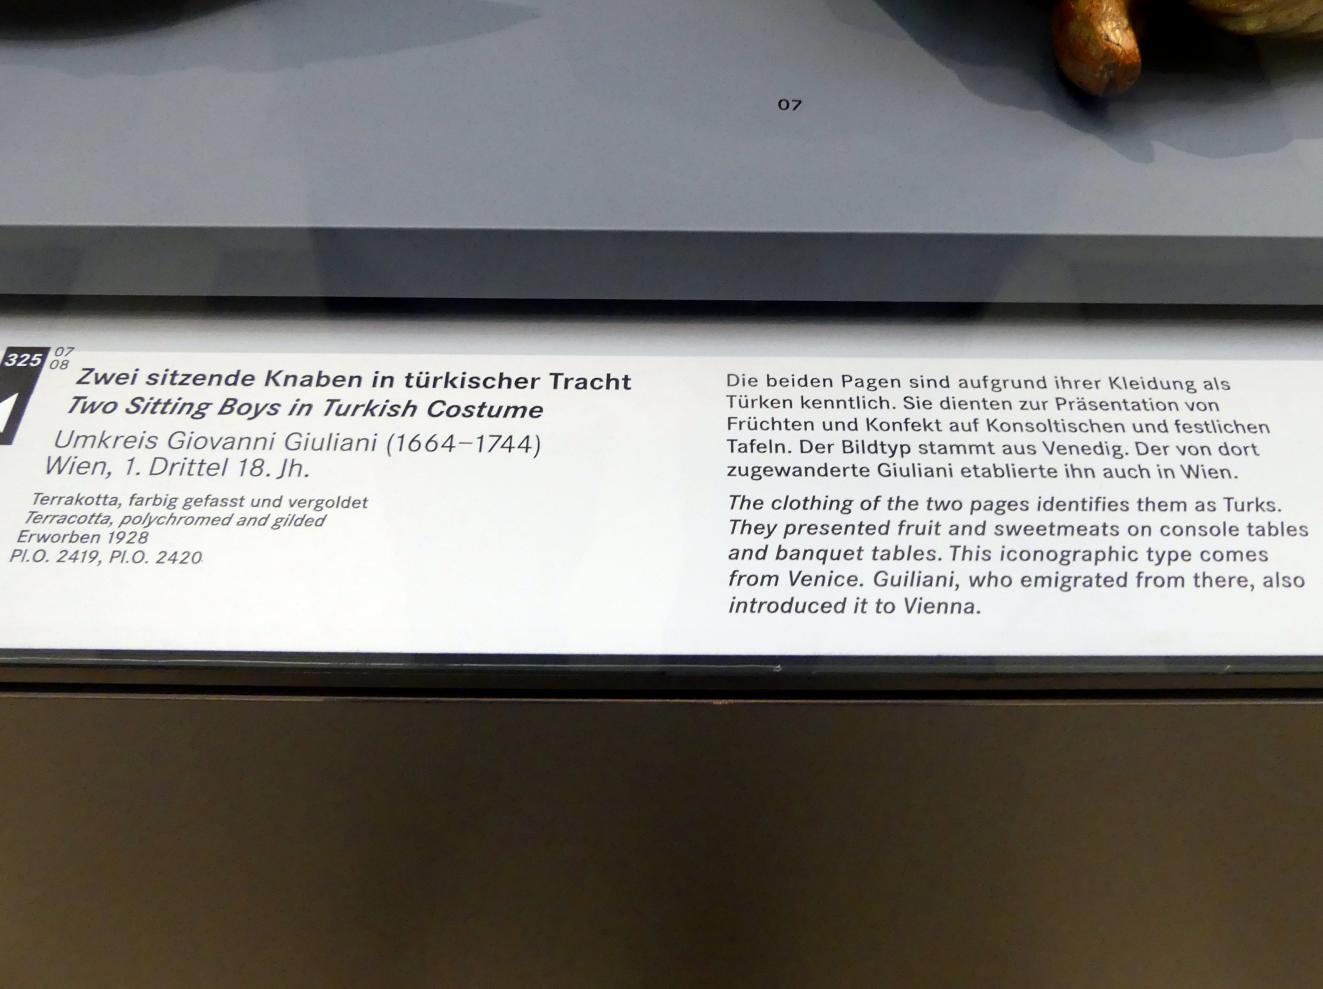 07
325
07
08
Zwei sitzende Knaben in türkischer Tracht
Two Sitting Boys in Turkish Costume
Umkreis Giovanni Giuliani (1664–1744)
Wien, 1. Drittel 18. Jh.
Terrakotta, farbig gefasst und vergoldet
Terracotta, polychromed and gilded
Erworben 1928
Pl.O. 2419, Pl.O. 2420
Die beiden Pagen sind aufgrund ihrer Kleidung als
Türken kenntlich. Sie dienten zur Präsentation von
Früchten und Konfekt auf Konsoltischen und festlichen
Tafeln. Der Bildtyp stammt aus Venedig. Der von dort
zugewanderte Giuliani etablierte ihn auch in Wien.
The clothing of the two pages identifies them as Turks.
They presented fruit and sweetmeats on console tables
and banquet tables. This iconographic type comes
from Venice. Guiliani, who emigrated from there, also
introduced it to Vienna.